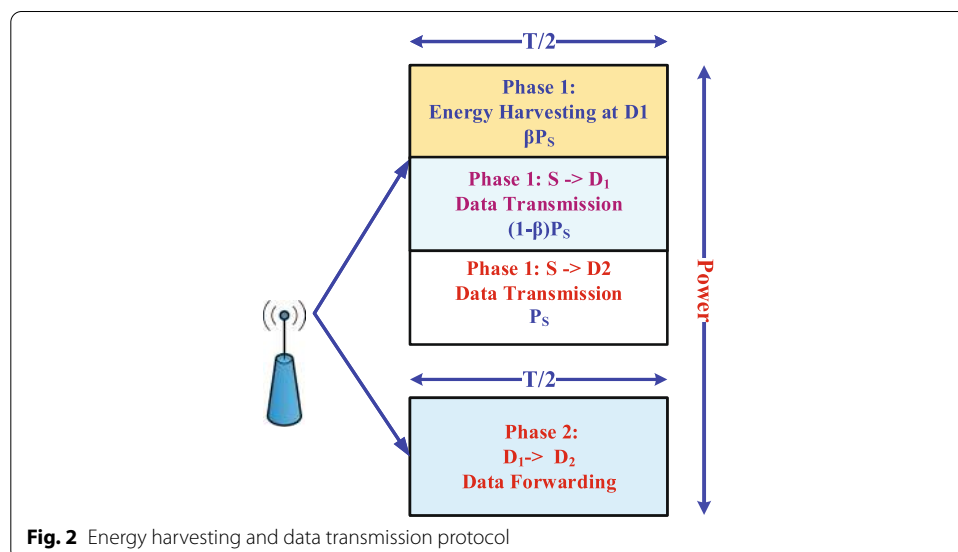 T/2
Phase 1:
Energy Harvesting at D1
βPS
Phase 1: S -> D1
Data Transmission
(1-β)PS
Phase 1: S -> D2
Data Transmission
PS
Power
T/2
Phase 2:
D1-> D2
Data Forwarding
Fig. 2 Energy harvesting and data transmission protocol